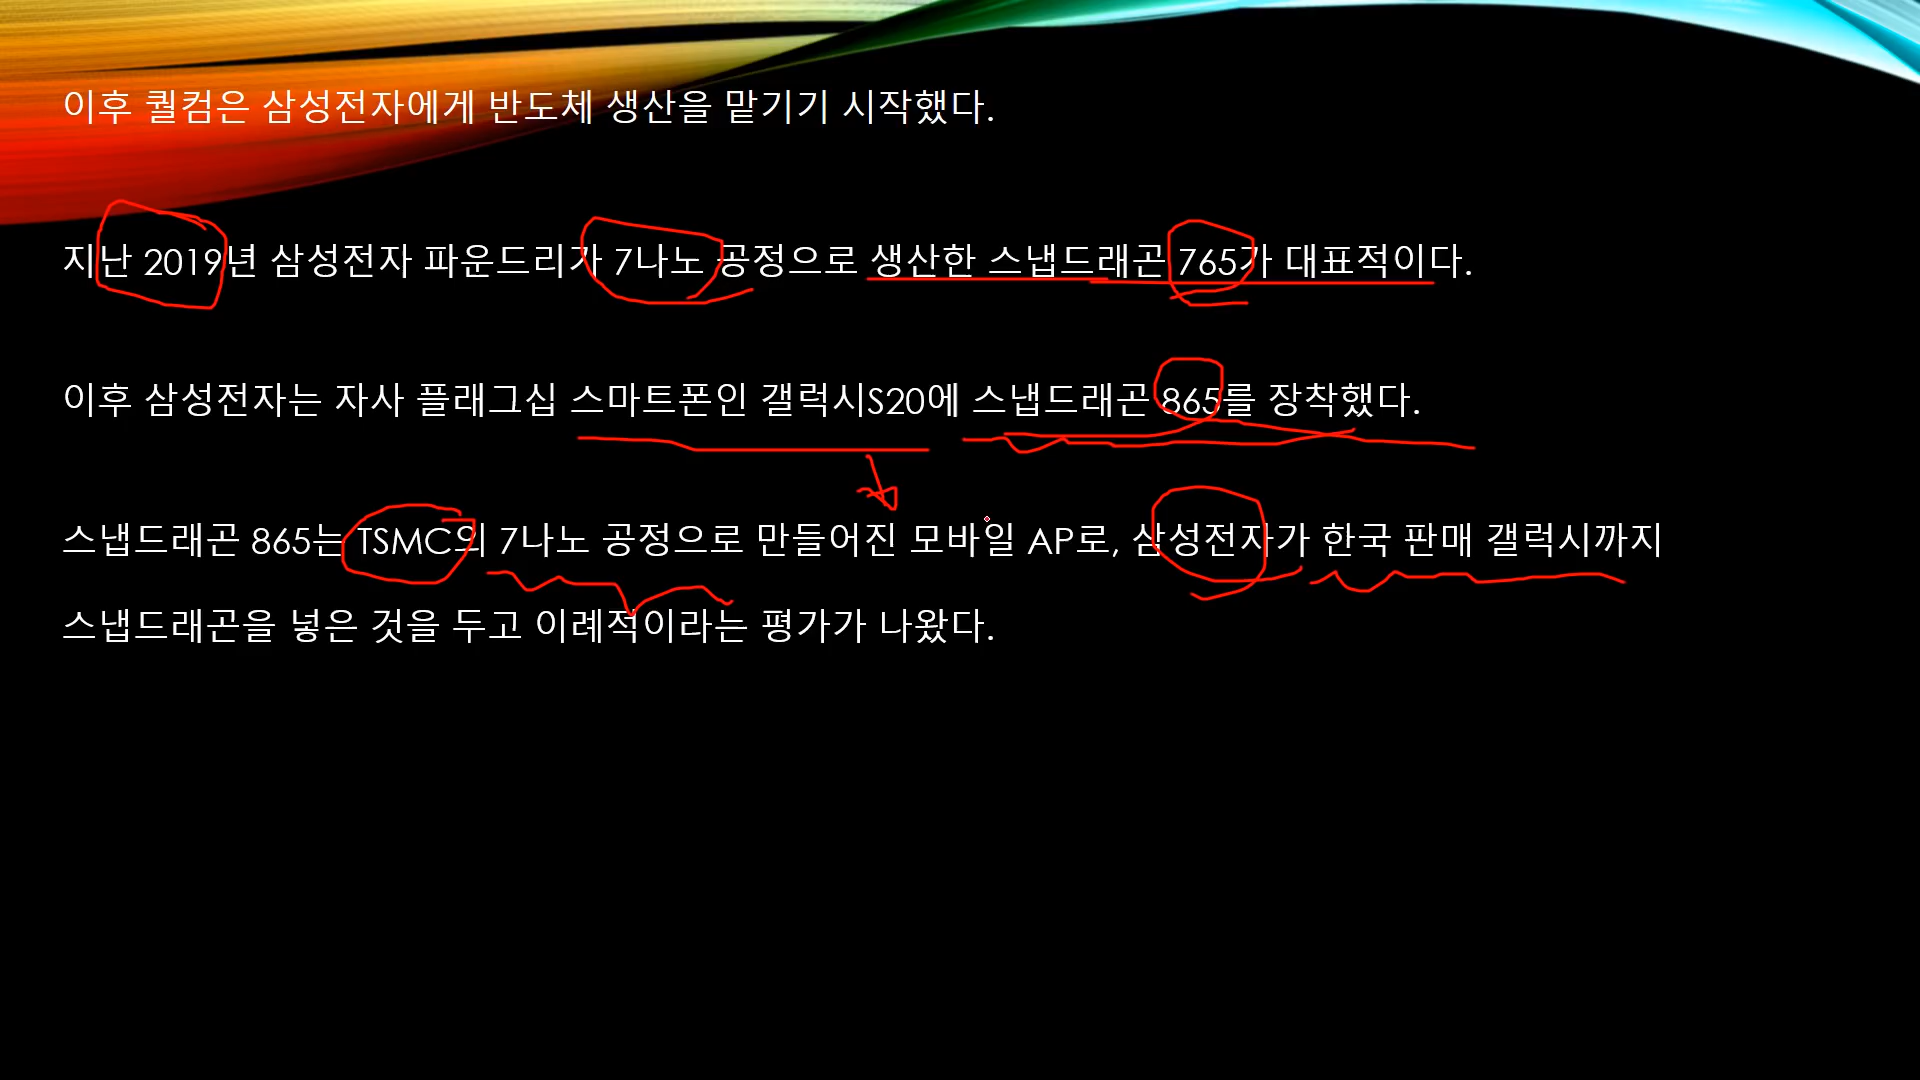 이후 퀄컴은 삼성전자에게 반도체 생산을 맡기기 시작했다.
지난 2019년 삼성전자 파운드리가 7나노 공정으로 생산한 스냅드래곤 765가 대표적이다.
이후 삼성전자는 자사 플래그십 스마트폰인 갤럭시S20에 스냅드래곤 865를 장착했다.
스냅드래곤 865는 TSMC의 7나노 공정으로 만들어진 모바일 AP로, 삼성전자가 한국 판매 갤럭시까지
스냅드래곤을 넣은 것을 두고 이례적이라는 평가가 나왔다.